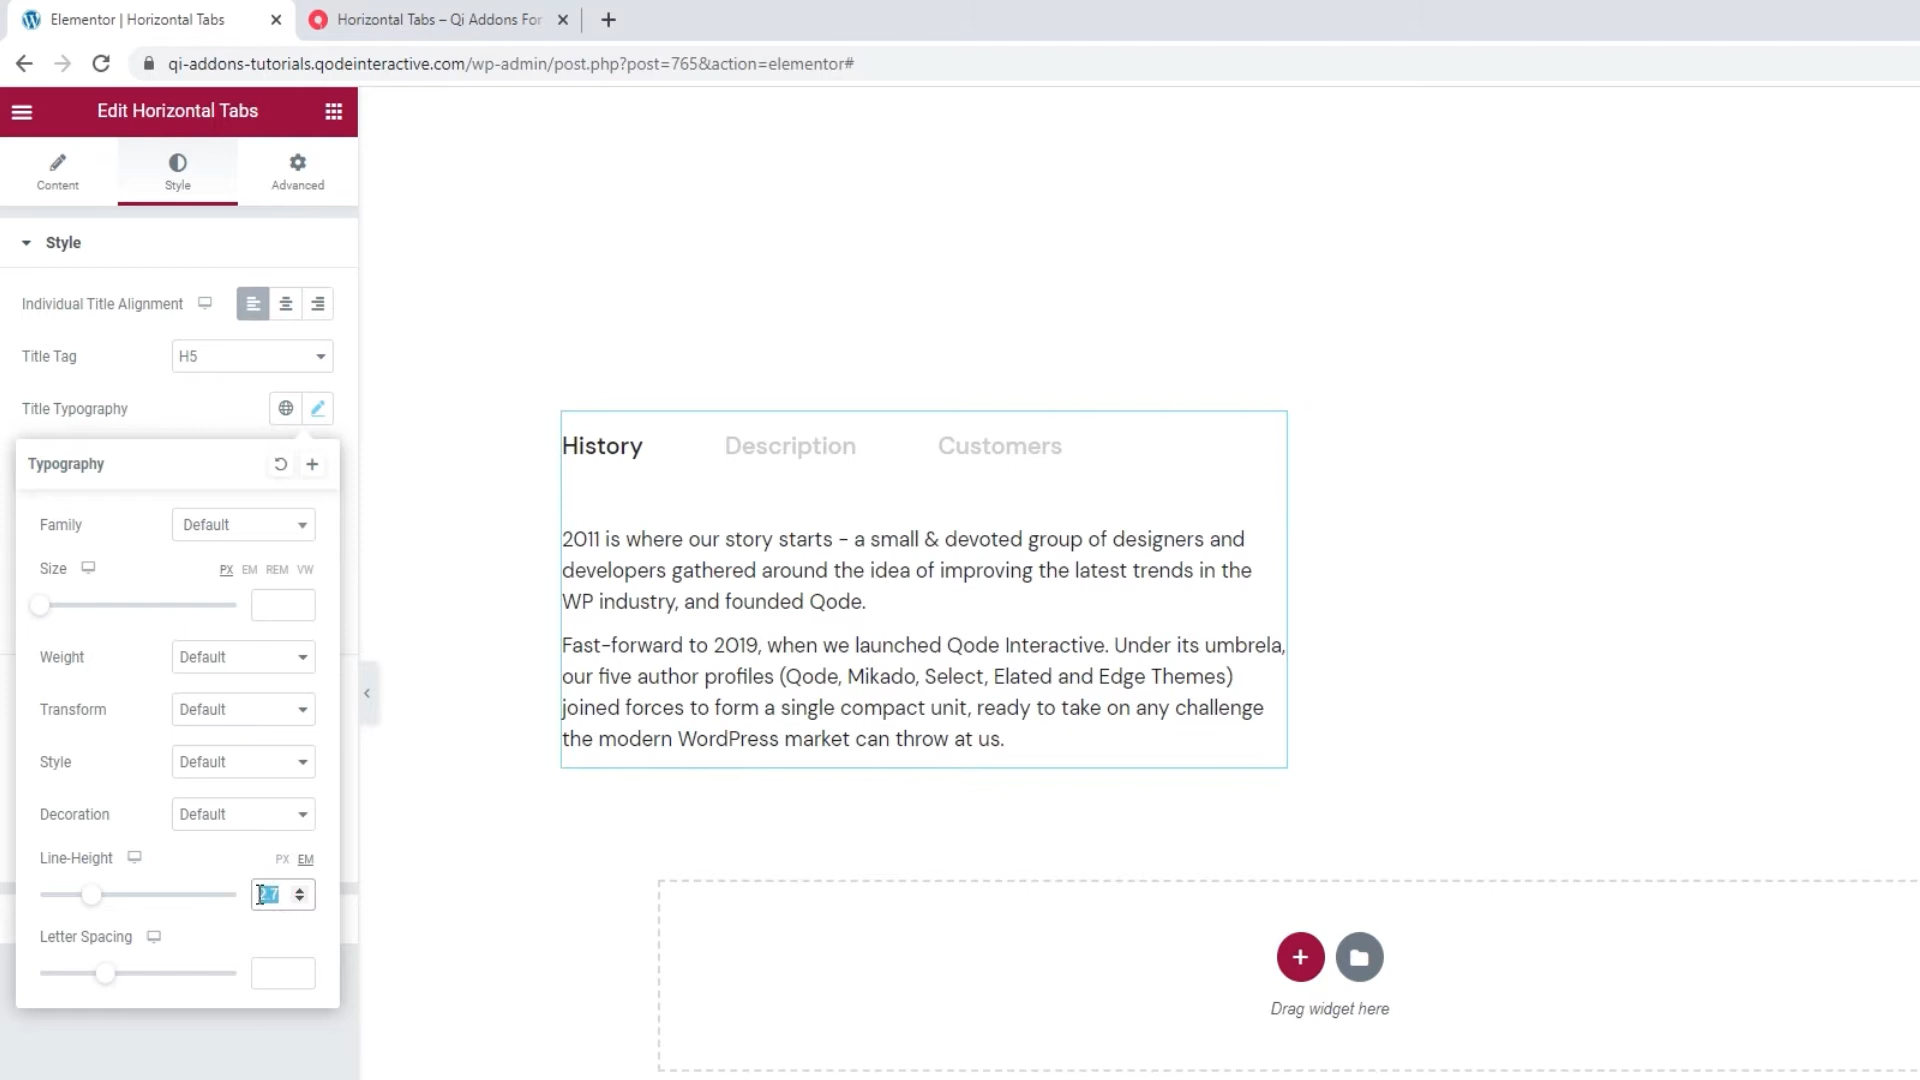 Elementor | Horizontal Tabs
Horizontal Tabs – Qi Addons For
qi-addons-tutorials.qodeinteractive.com/wp-admin/post.php?post=765&action=elementor#
Edit Horizontal Tabs
Content
Style
Advanced
Style
Individual Title Alignment
Title Tag
H5
Title Typography
Typography
Family
Default
Size
PX EM REM VW
Weight
Default
Transform
Default
Style
Default
Decoration
Default
Line-Height
PX EM
2.7
Letter Spacing
History
Description
Customers
2011 is where our story starts – a small & devoted group of designers and
developers gathered around the idea of improving the latest trends in the
WP industry, and founded Qode.
Fast-forward to 2019, when we launched Qode Interactive. Under its umbrela,
our five author profiles (Qode, Mikado, Select, Elated and Edge Themes)
joined forces to form a single compact unit, ready to take on any challenge
the modern WordPress market can throw at us.
Drag widget here